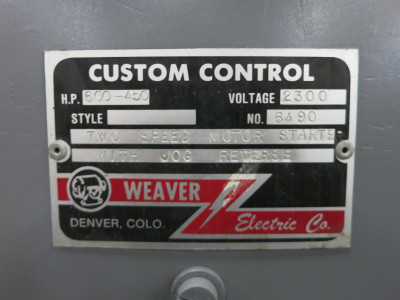 CUSTOM CONTROL
H.P. 600-450 VOLTAGE 2300
STYLE NO. 6490
TWO SPEED MOTOR STARTE
WITH JOG REVERSE
WEAVER
DENVER, COLO. Electric Co.